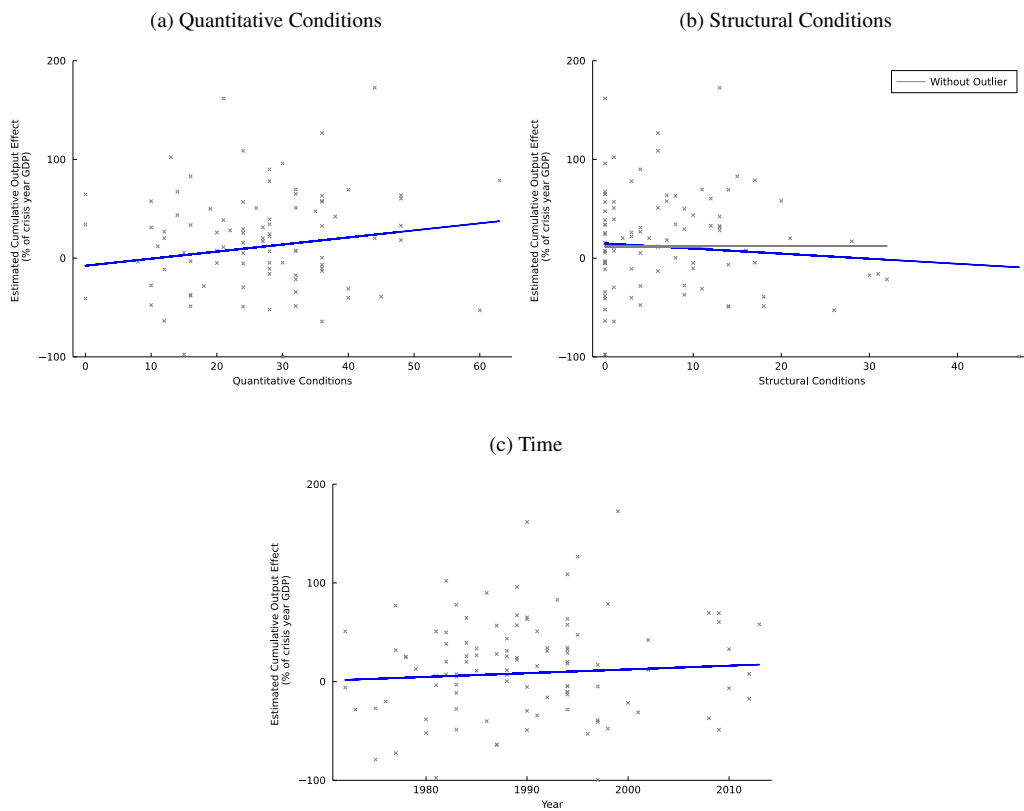 (a) Quantitative Conditions
200
100
0
−100
0 10 20 30 40 50 60
Quantitative Conditions
Estimated Cumulative Output Effect
(% of crisis year GDP)
(b) Structural Conditions
Without Outlier
200
100
0
−100
0 10 20 30 40
Structural Conditions
Estimated Cumulative Output Effect
(% of crisis year GDP)
(c) Time
200
100
0
−100
1980 1990 2000 2010
Year
Estimated Cumulative Output Effect
(% of crisis year GDP)